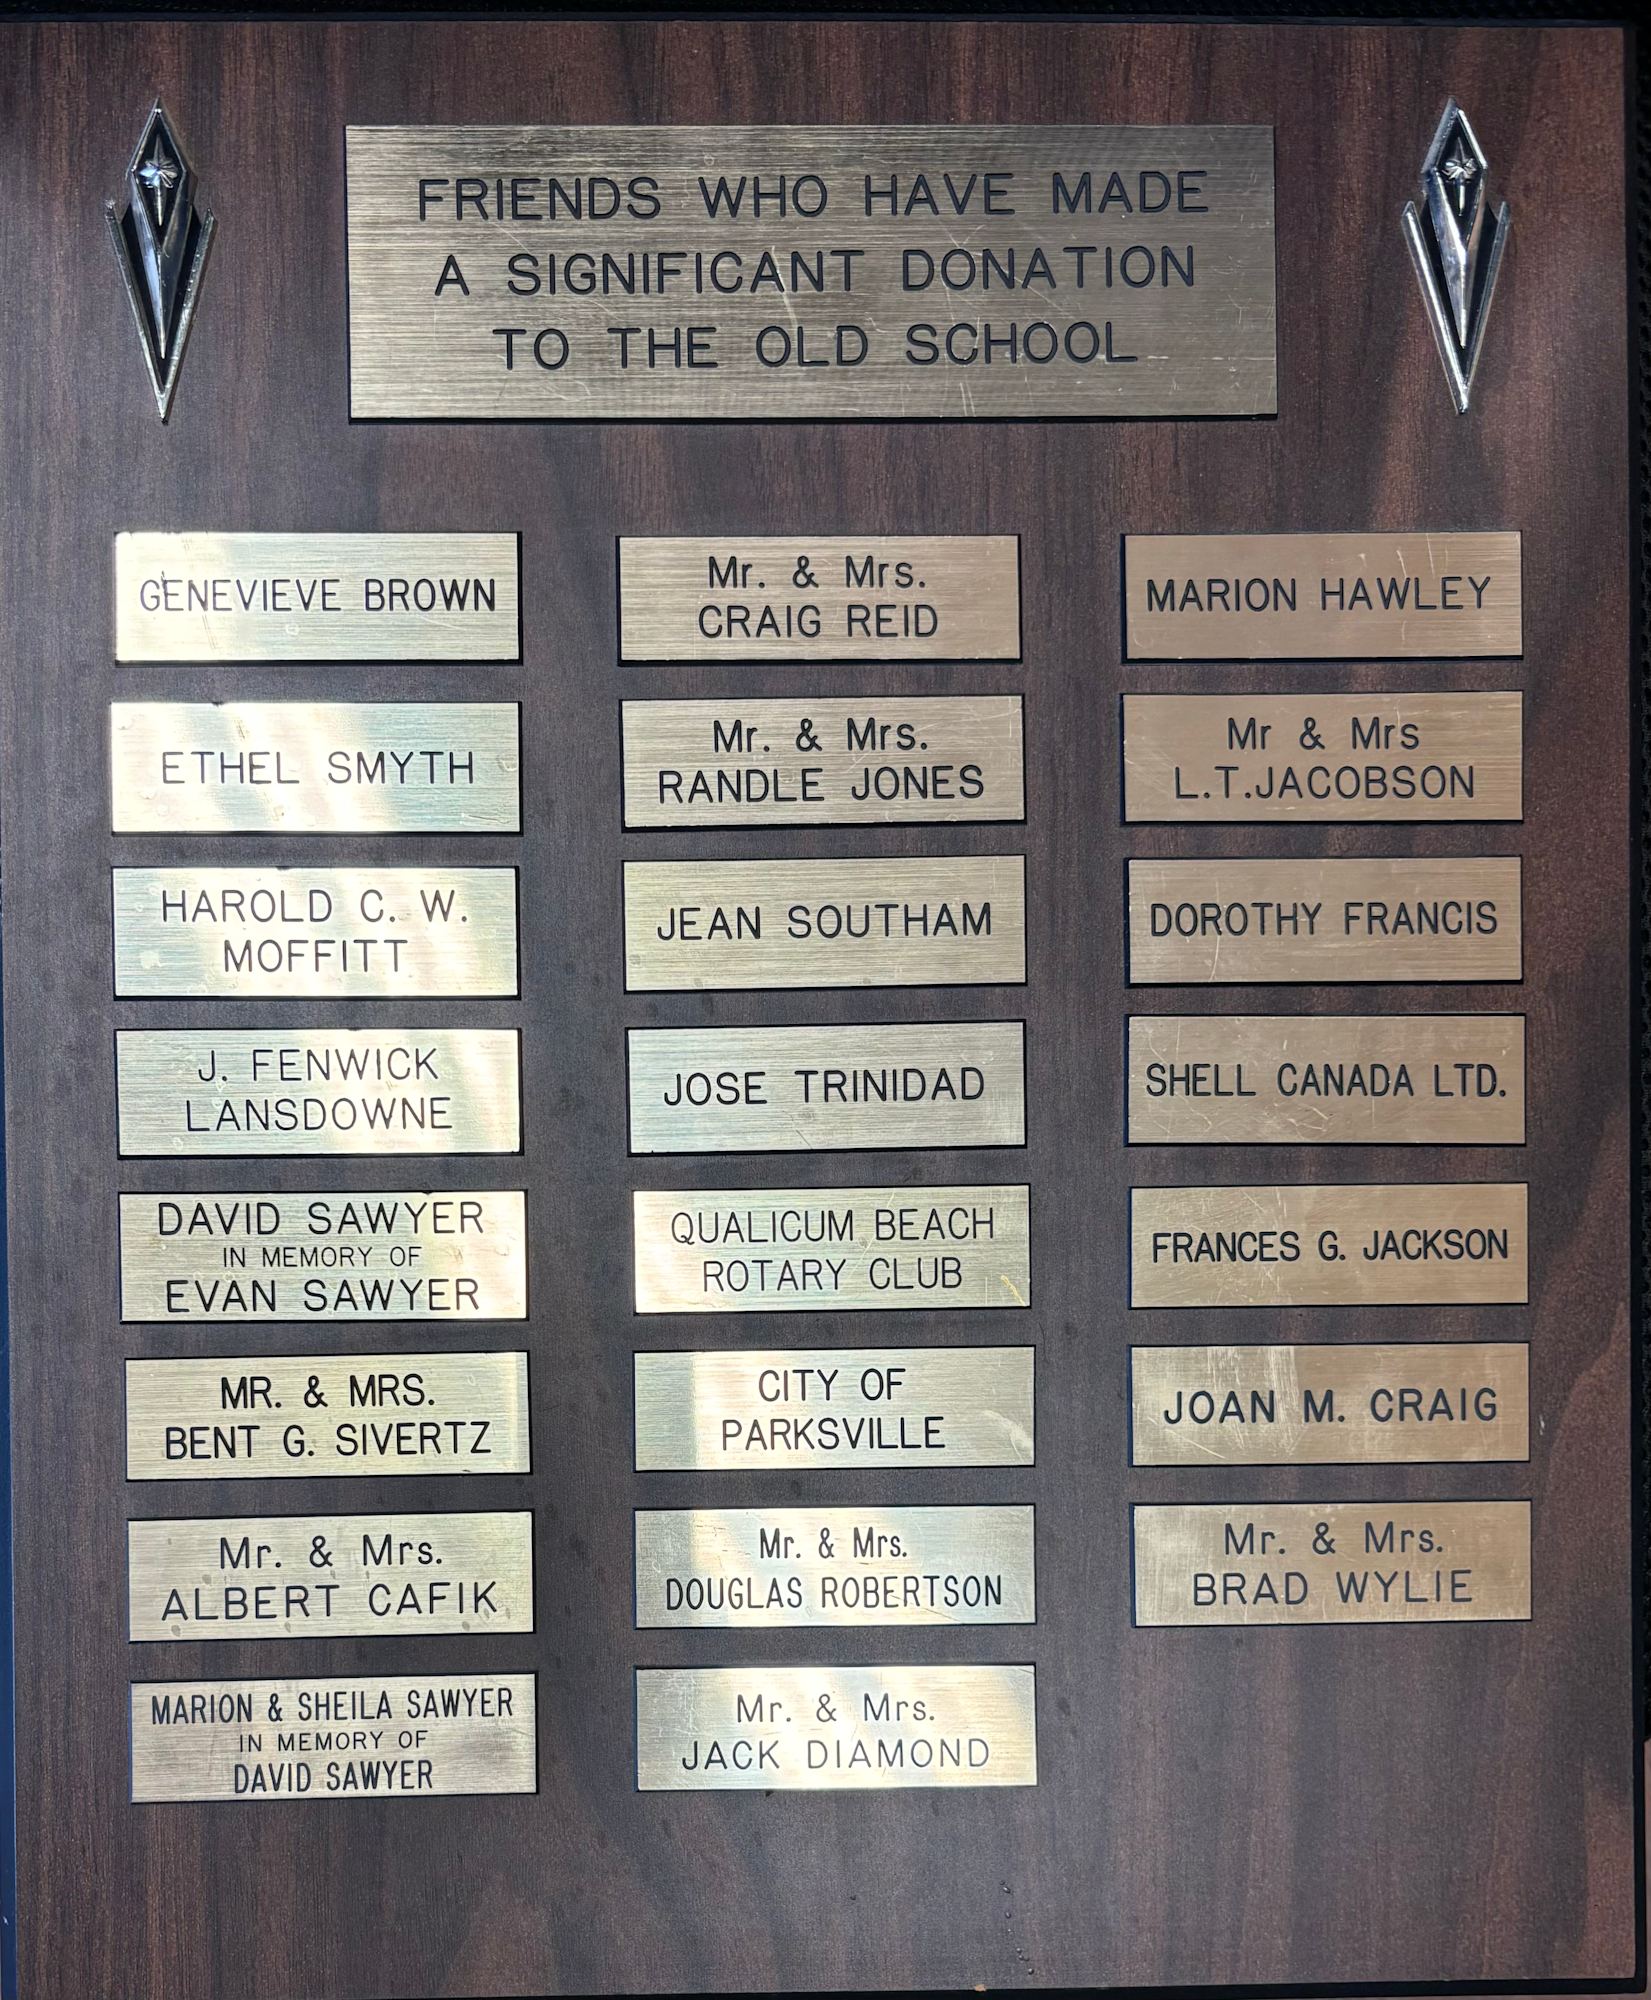 FRIENDS WHO HAVE MADE
A SIGNIFICANT DONATION
TO THE OLD SCHOOL
GENEVIEVE BROWN
ETHEL SMYTH
HAROLD C. W.
MOFFITT
J. FENWICK
LANSDOWNE
DAVID SAWYER
IN MEMORY OF
EVAN SAWYER
MR. & MRS.
BENT G. SIVERTZ
Mr. & Mrs.
ALBERT CAFIK
MARION & SHEILA SAWYER
IN MEMORY OF
DAVID SAWYER
Mr. & Mrs.
CRAIG REID
Mr. & Mrs.
RANDLE JONES
JEAN SOUTHAM
JOSE TRINIDAD
QUALICUM BEACH
ROTARY CLUB
CITY OF
PARKSVILLE
Mr. & Mrs.
DOUGLAS ROBERTSON
Mr. & Mrs.
JACK DIAMOND
MARION HAWLEY
Mr & Mrs
L.T.JACOBSON
DOROTHY FRANCIS
SHELL CANADA LTD.
FRANCES G. JACKSON
JOAN M. CRAIG
Mr. & Mrs.
BRAD WYLIE